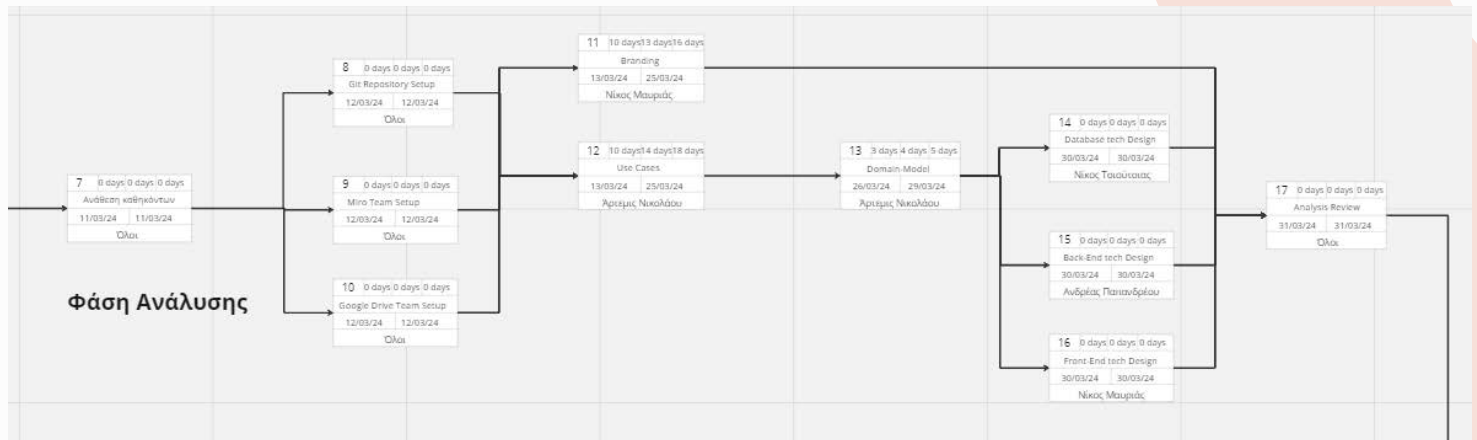 7 0 days 0 days 0 days
Ανάθεση καθηκόντων
11/03/24 11/03/24
Όλοι
Φάση Ανάλυσης
8 0 days 0 days 0 days
Git Repository Setup
12/03/24 12/03/24
Όλοι
9 0 days 0 days 0 days
Miro Team Setup
12/03/24 12/03/24
Όλοι
10 0 days 0 days 0 days
Google Drive Team Setup
12/03/24 12/03/24
Όλοι
11 10 days 13 days 16 days
Branding
13/03/24 25/03/24
Νίκος Μαυριάς
12 10 days 14 days 18 days
Use Cases
13/03/24 25/03/24
Άρτεμις Νικολάου
13 3 days 4 days 5 days
Domain-Model
26/03/24 29/03/24
Άρτεμις Νικολάου
14 0 days 0 days 0 days
Database tech Design
30/03/24 30/03/24
Νίκος Τσιούτσιας
15 0 days 0 days 0 days
Back-End tech Design
30/03/24 30/03/24
Ανδρέας Παπανδρέου
16 0 days 0 days 0 days
Front-End tech Design
30/03/24 30/03/24
Νίκος Μαυριάς
17 0 days 0 days 0 days
Analysis Review
31/03/24 31/03/24
Όλοι